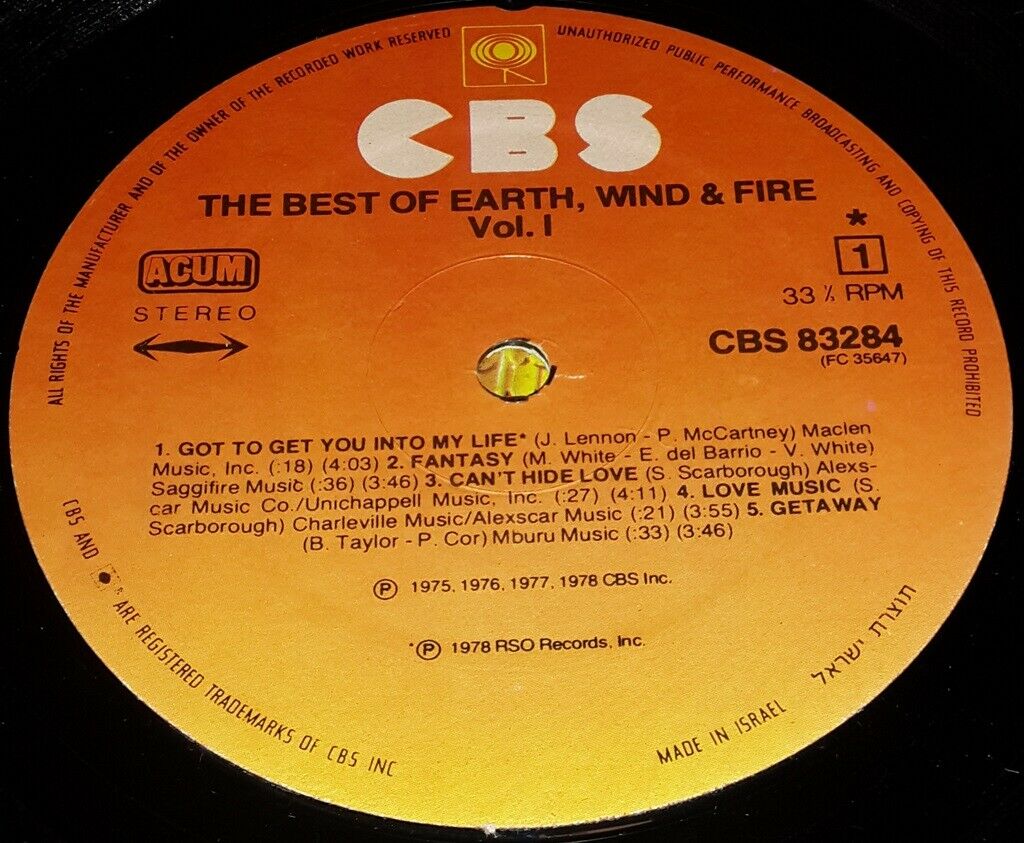 ALL RIGHTS OF THE MANUFACTURER AND OF THE OWNER OF THE RECORDED WORK RESERVED
UNAUTHORIZED PUBLIC PERFORMANCE BROADCASTING AND COPYING OF THIS RECORD PROHIBITED
CBS
THE BEST OF EARTH, WIND & FIRE
Vol. I
ACUM
STEREO
*
1
33 ⅓ RPM
CBS 83284
(FC 35647)
1. GOT TO GET YOU INTO MY LIFE* (J. Lennon - P. McCartney) Maclen
Music, Inc. (:18) (4:03) 2. FANTASY (M. White - E. del Barrio - V. White)
Saggifire Music (:36) (3:46) 3. CAN'T HIDE LOVE (S. Scarborough) Alexs-
car Music Co./Unichappell Music, Inc. (:27) (4:11) 4. LOVE MUSIC (S.
Scarborough) Charleville Music/Alexscar Music (:21) (3:55) 5. GETAWAY
(B. Taylor - P. Cor) Mburu Music (:33) (3:46)
℗ 1975, 1976, 1977, 1978 CBS Inc.
*℗ 1978 RSO Records, Inc.
CBS AND ARE REGISTERED TRADEMARKS OF CBS INC
MADE IN ISRAEL
תוצרת ישראל